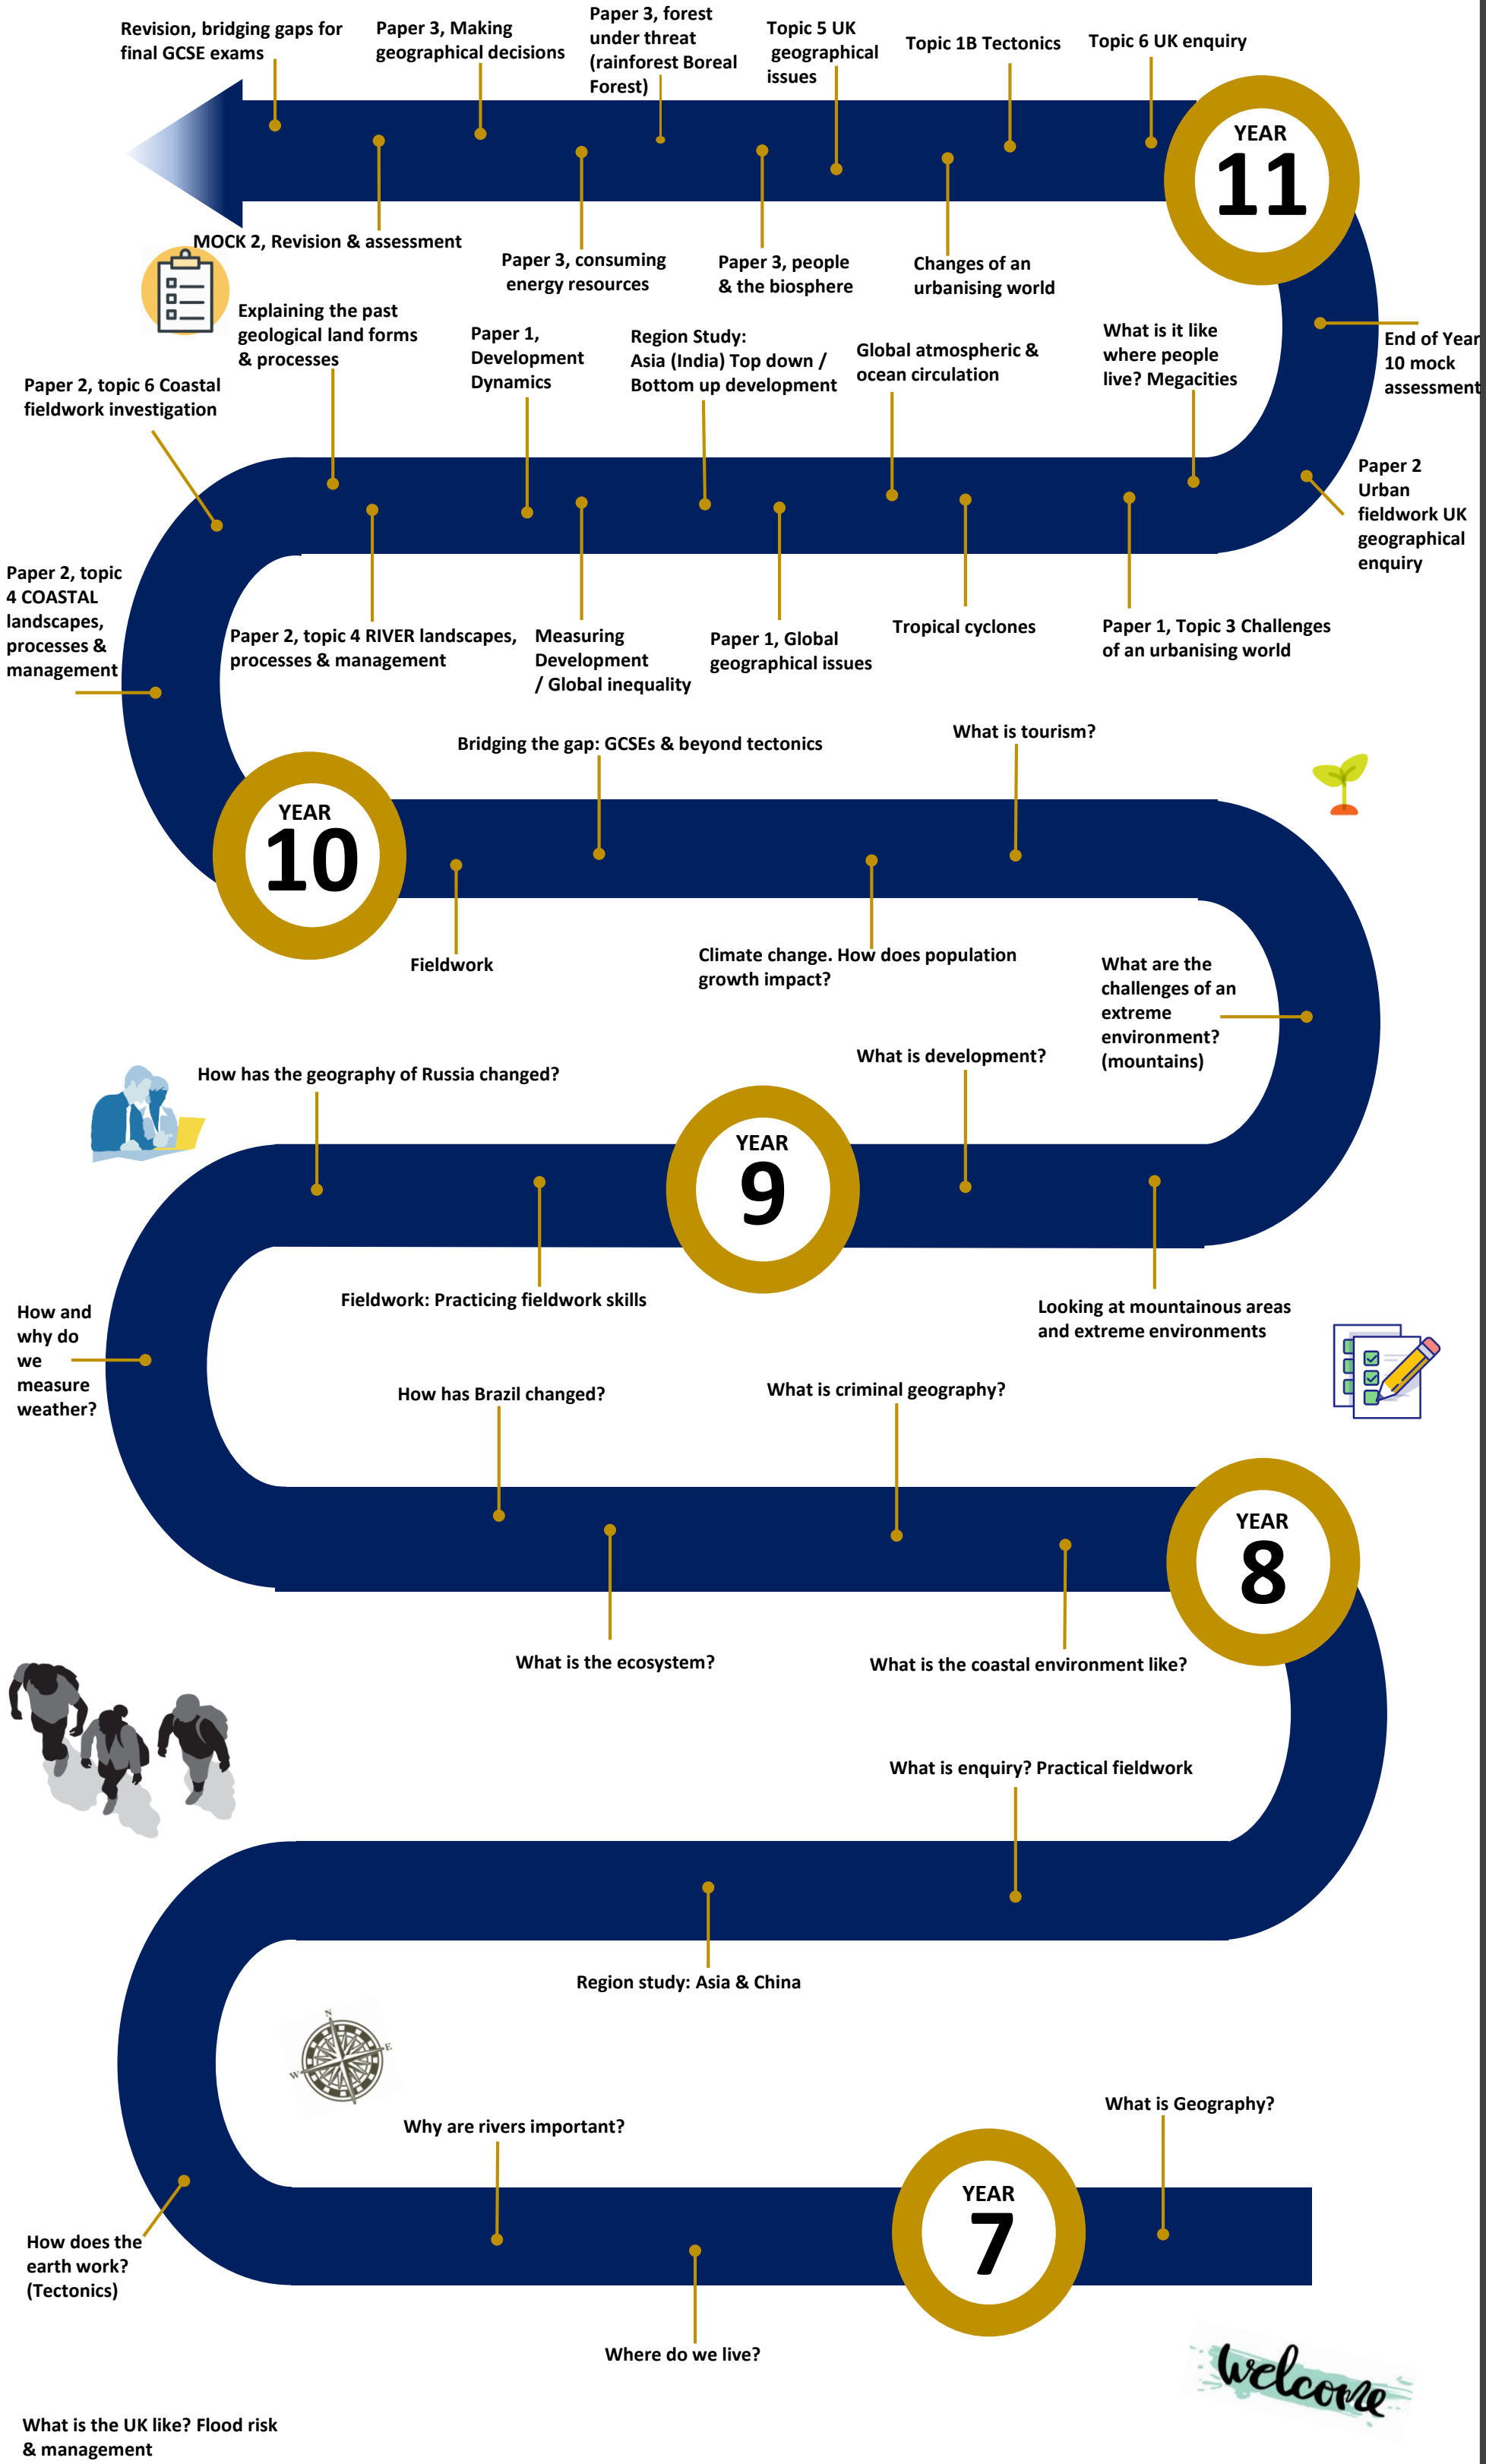 Revision, bridging gaps for
final GCSE exams
Paper 3, Making
geographical decisions
Paper 3, forest
under threat
(rainforest Boreal
Forest)
Topic 5 UK
geographical
issues
Topic 1B Tectonics
Topic 6 UK enquiry
YEAR
11
MOCK 2, Revision & assessment
Paper 3, consuming
energy resources
Paper 3, people
& the biosphere
Changes of an
urbanising world
End of Year
10 mock
assessment
Paper 2, topic 6 Coastal
fieldwork investigation
Explaining the past
geological land forms
& processes
Paper 1,
Development
Dynamics
Region Study:
Asia (India) Top down /
Bottom up development
Global atmospheric &
ocean circulation
What is it like
where people
live? Megacities
Paper 2
Urban
fieldwork UK
geographical
enquiry
Paper 2, topic
4 COASTAL
landscapes,
processes &
management
Paper 2, topic 4 RIVER landscapes,
processes & management
Measuring
Development
/ Global inequality
Paper 1, Global
geographical issues
Tropical cyclones
Paper 1, Topic 3 Challenges
of an urbanising world
Bridging the gap: GCSEs & beyond tectonics
What is tourism?
YEAR
10
Fieldwork
Climate change. How does population
growth impact?
What are the
challenges of an
extreme
environment?
(mountains)
How has the geography of Russia changed?
What is development?
YEAR
9
Fieldwork: Practicing fieldwork skills
Looking at mountainous areas
and extreme environments
How and
why do
we
measure
weather?
How has Brazil changed?
What is criminal geography?
YEAR
8
What is the ecosystem?
What is the coastal environment like?
What is enquiry? Practical fieldwork
Region study: Asia & China
N
E
W
Why are rivers important?
What is Geography?
YEAR
7
How does the
earth work?
(Tectonics)
Where do we live?
welcome
What is the UK like? Flood risk
& management